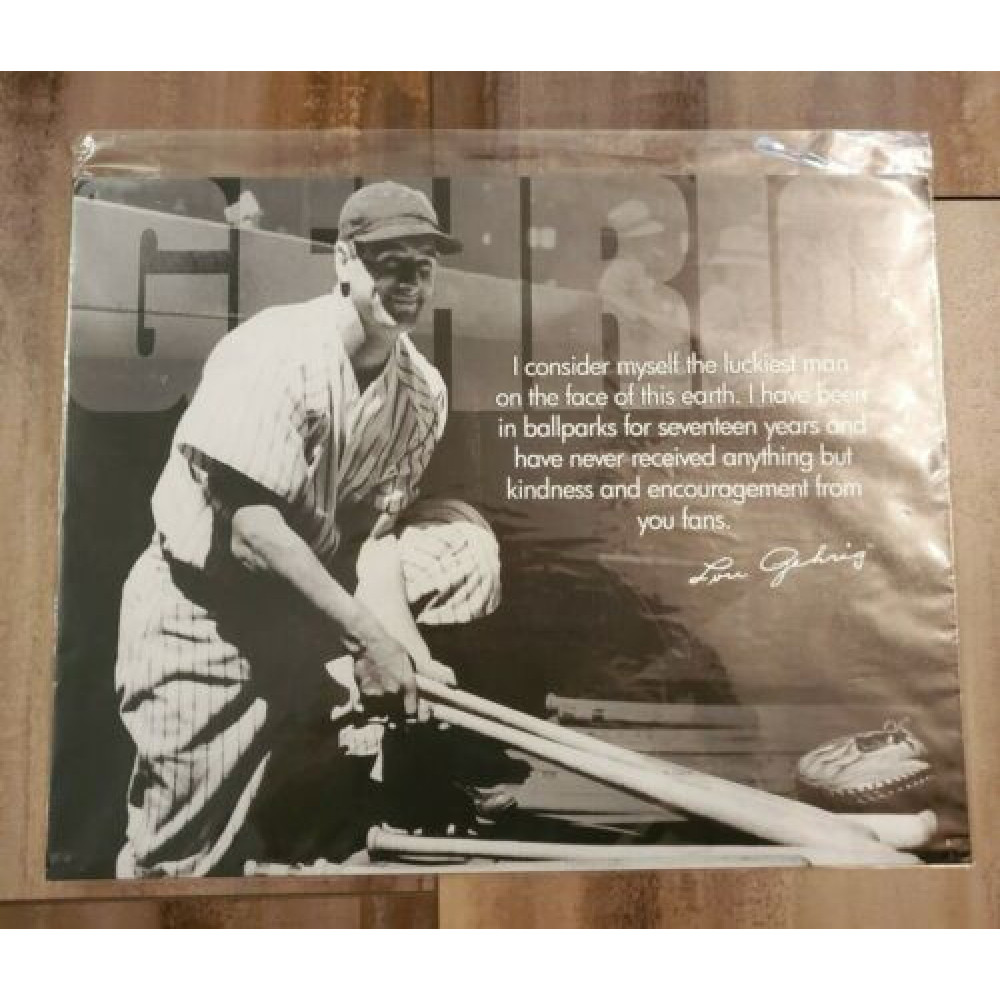 GEHRIG
I consider myself the luckiest man
on the face of this earth. I have been
in ballparks for seventeen years and
have never received anything but
kindness and encouragement from
you fans.
Lou Gehrig